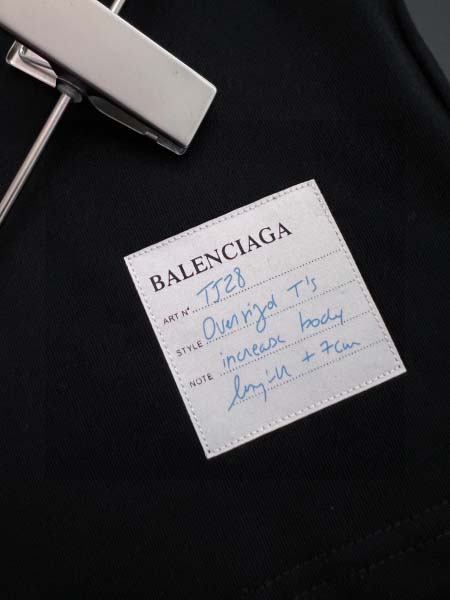 BALENCIAGA
ART N° TJ28
STYLE Oversized T's
NOTE increase body
length + 7cm